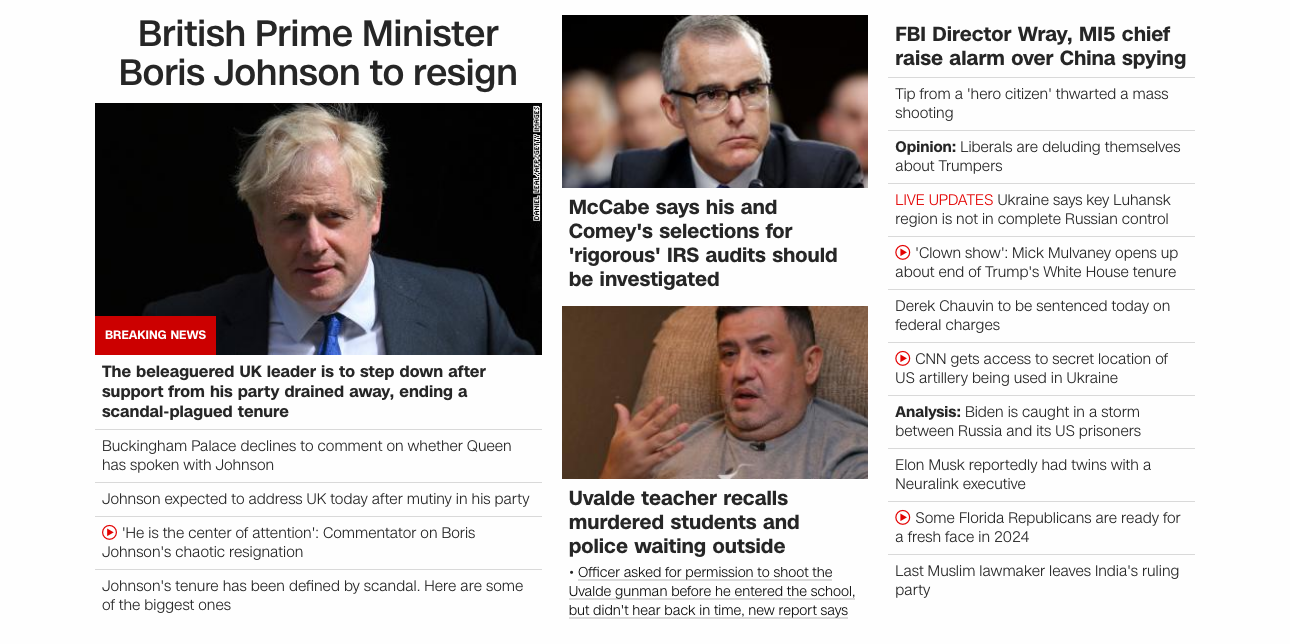 British Prime Minister
Boris Johnson to resign
DANIEL LEAL/AFP/GETTY IMAGES
BREAKING NEWS
The beleaguered UK leader is to step down after
support from his party drained away, ending a
scandal-plagued tenure
Buckingham Palace declines to comment on whether Queen
has spoken with Johnson
Johnson expected to address UK today after mutiny in his party
'He is the center of attention': Commentator on Boris
Johnson's chaotic resignation
Johnson's tenure has been defined by scandal. Here are some
of the biggest ones
McCabe says his and
Comey's selections for
'rigorous' IRS audits should
be investigated
Uvalde teacher recalls
murdered students and
police waiting outside
• Officer asked for permission to shoot the
Uvalde gunman before he entered the school,
but didn't hear back in time, new report says
FBI Director Wray, MI5 chief
raise alarm over China spying
Tip from a 'hero citizen' thwarted a mass
shooting
Opinion: Liberals are deluding themselves
about Trumpers
LIVE UPDATES Ukraine says key Luhansk
region is not in complete Russian control
'Clown show': Mick Mulvaney opens up
about end of Trump's White House tenure
Derek Chauvin to be sentenced today on
federal charges
CNN gets access to secret location of
US artillery being used in Ukraine
Analysis: Biden is caught in a storm
between Russia and its US prisoners
Elon Musk reportedly had twins with a
Neuralink executive
Some Florida Republicans are ready for
a fresh face in 2024
Last Muslim lawmaker leaves India's ruling
party